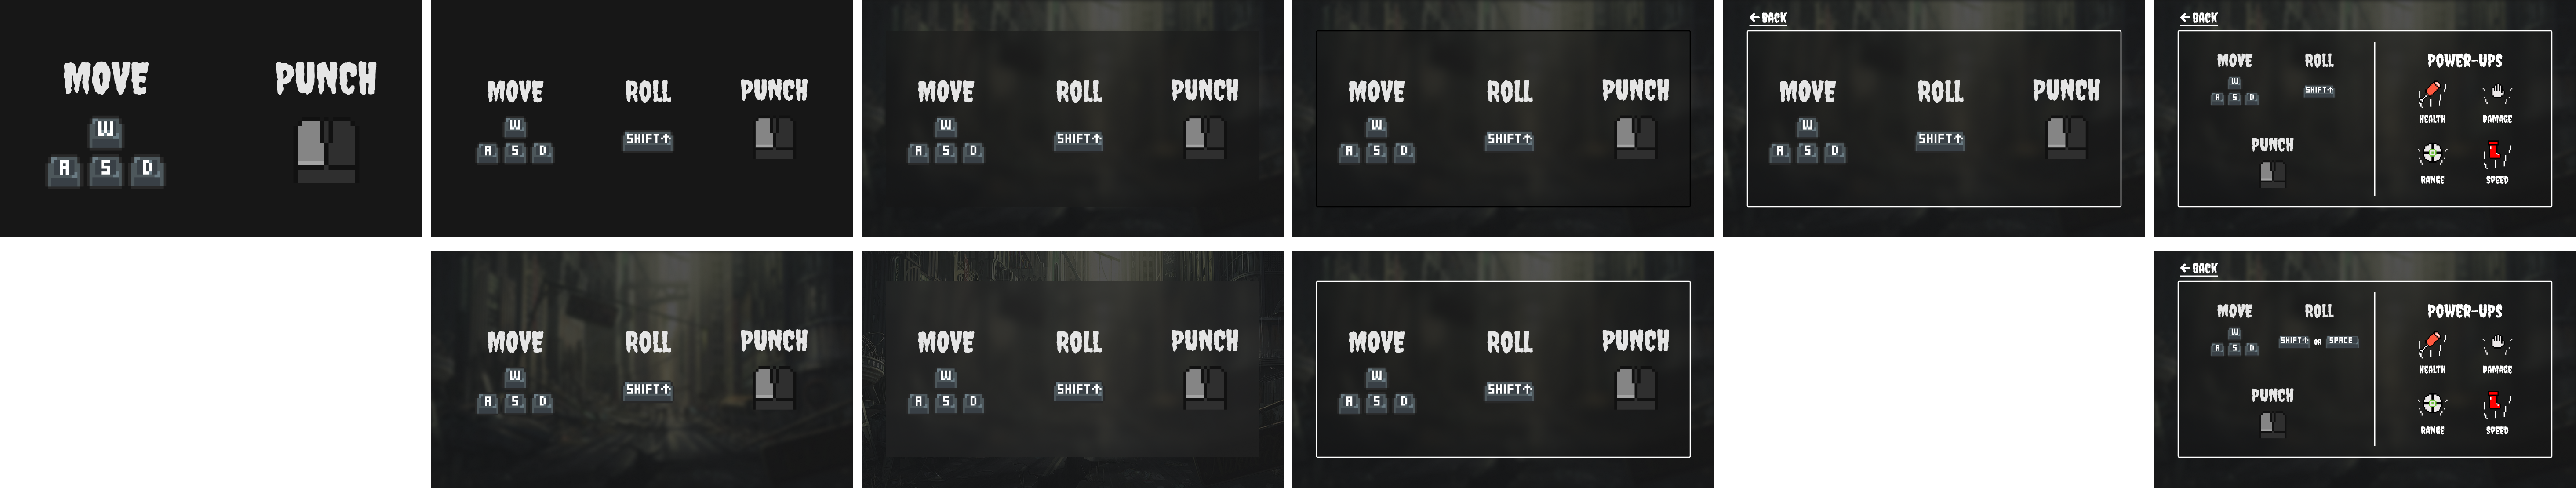 MOVE PUNCH
W
A S D
MOVE ROLL PUNCH
W
A S D SHIFT↑
MOVE ROLL PUNCH
W
A S D SHIFT↑
MOVE ROLL PUNCH
W
A S D SHIFT↑
←BACK
MOVE ROLL PUNCH
W
A S D SHIFT↑
←BACK
MOVE ROLL
W
A S D SHIFT↑
PUNCH
POWER-UPS
HEALTH DAMAGE
RANGE SPEED
MOVE ROLL PUNCH
W
A S D SHIFT↑
MOVE ROLL PUNCH
W
A S D SHIFT↑
MOVE ROLL PUNCH
W
A S D SHIFT↑
←BACK
MOVE ROLL
W
A S D SHIFT↑ OR SPACE
PUNCH
POWER-UPS
HEALTH DAMAGE
RANGE SPEED